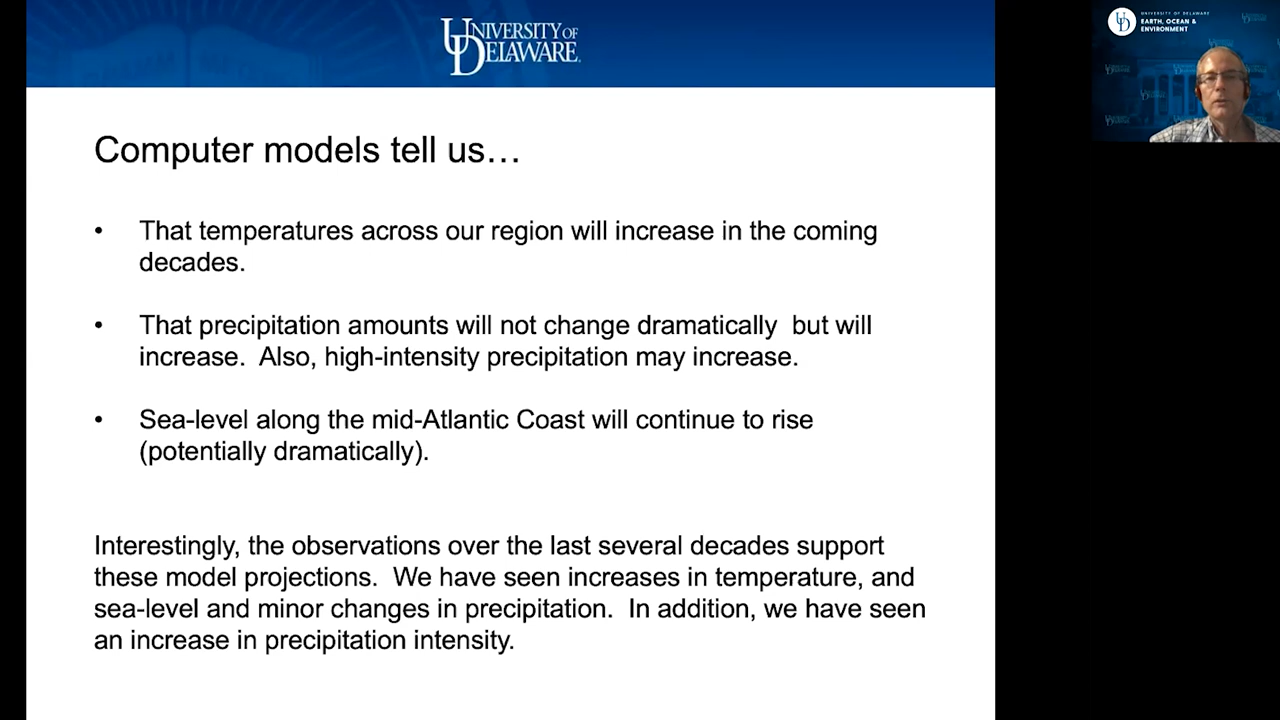 UNIVERSITY OF
DELAWARE
Computer models tell us…
• That temperatures across our region will increase in the coming
decades.
• That precipitation amounts will not change dramatically  but will
increase.  Also, high-intensity precipitation may increase.
• Sea-level along the mid-Atlantic Coast will continue to rise
(potentially dramatically).
Interestingly, the observations over the last several decades support
these model projections.  We have seen increases in temperature, and
sea-level and minor changes in precipitation.  In addition, we have seen
an increase in precipitation intensity.
UD
UNIVERSITY OF DELAWARE
EARTH, OCEAN &
ENVIRONMENT